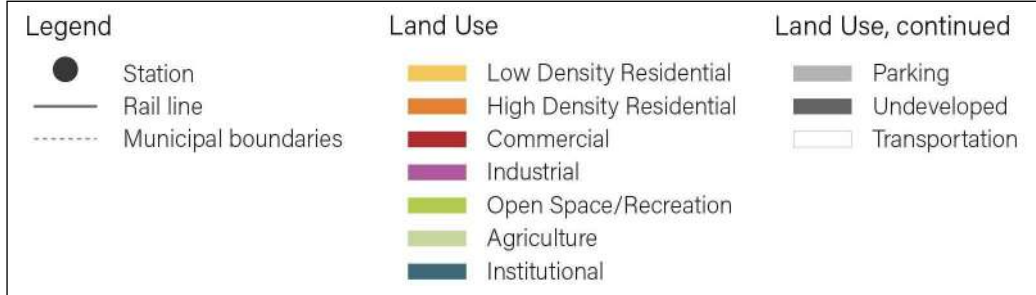 Legend
Station
Rail line
Municipal boundaries
Land Use
Low Density Residential
High Density Residential
Commercial
Industrial
Open Space/Recreation
Agriculture
Institutional
Land Use, continued
Parking
Undeveloped
Transportation